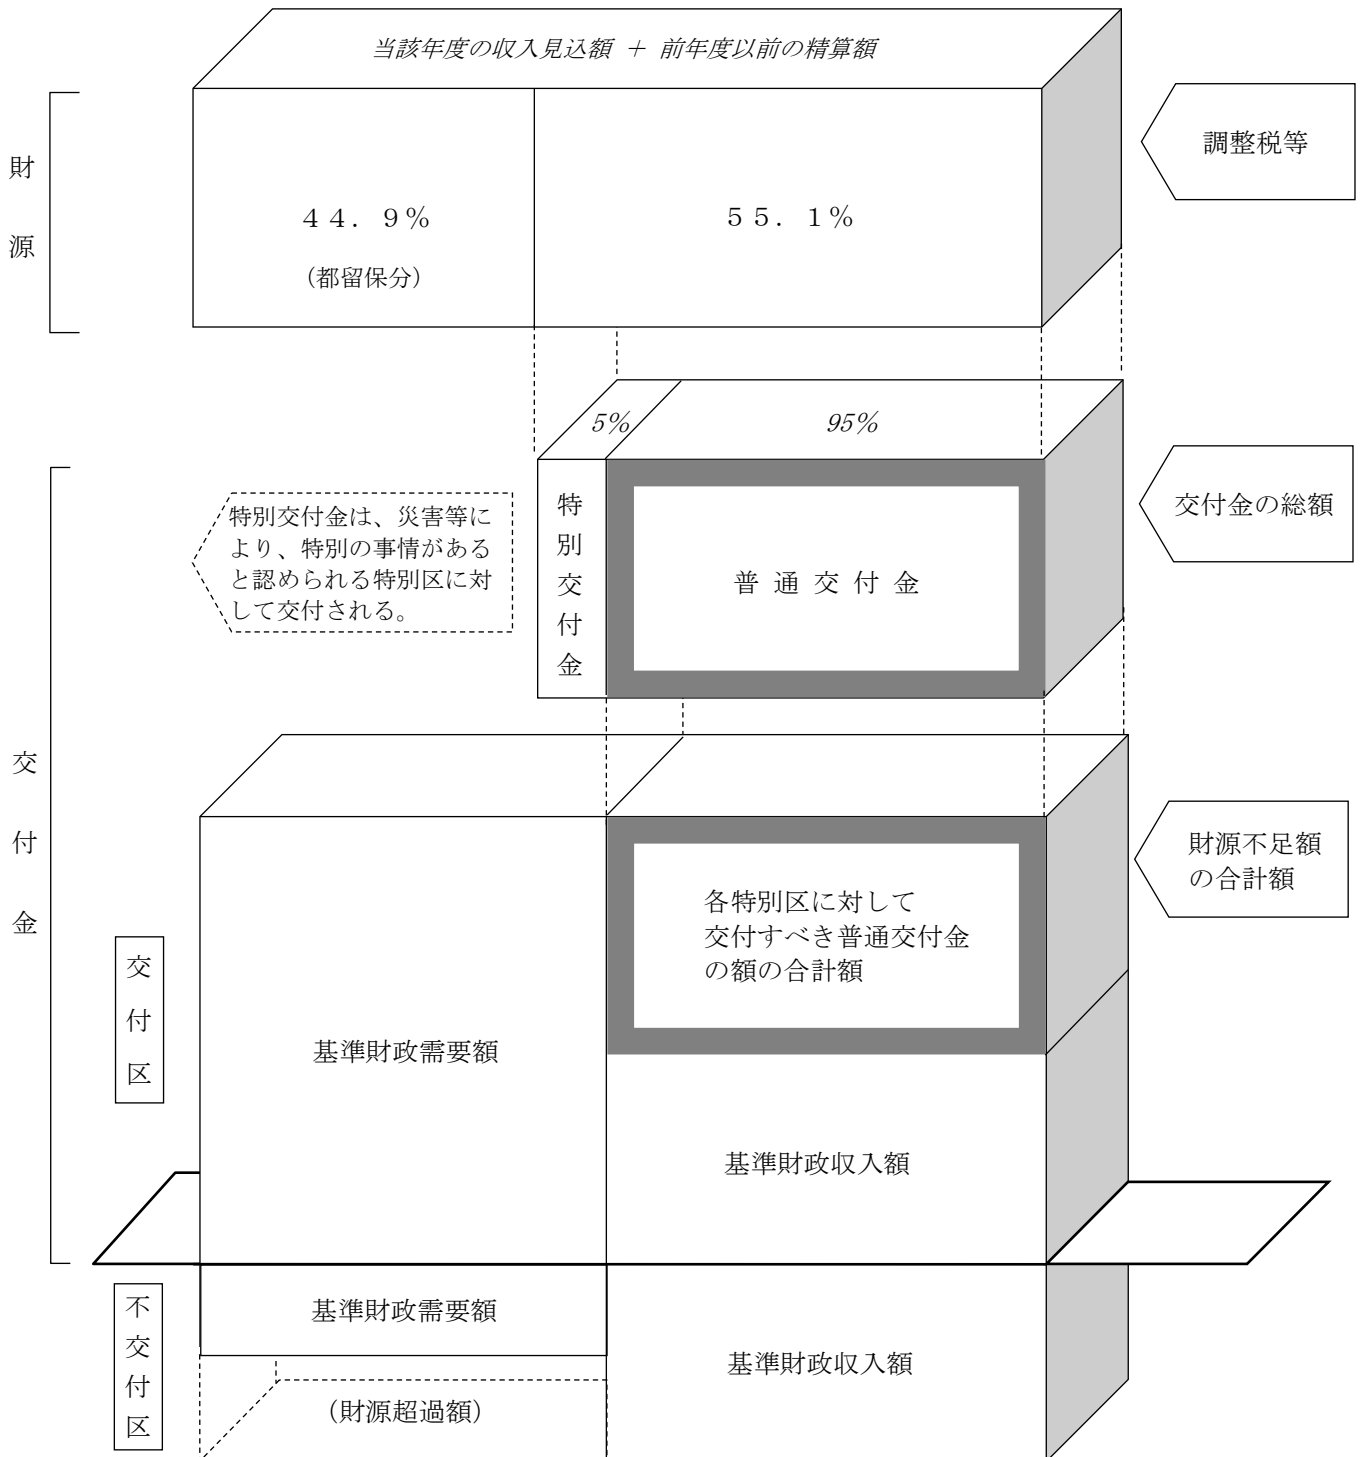 当該年度の収入見込額 ＋ 前年度以前の精算額
財源
４４．９％
（都留保分）
５５．１％
調整税等
5%
95%
特別交付金は、災害等に
より、特別の事情がある
と認められる特別区に対
して交付される。
特別交付金
普通交付金
交付金の総額
交付金
財源不足額
の合計額
各特別区に対して
交付すべき普通交付金
の額の合計額
交付区
基準財政需要額
基準財政収入額
不交付区
基準財政需要額
基準財政収入額
（財源超過額）